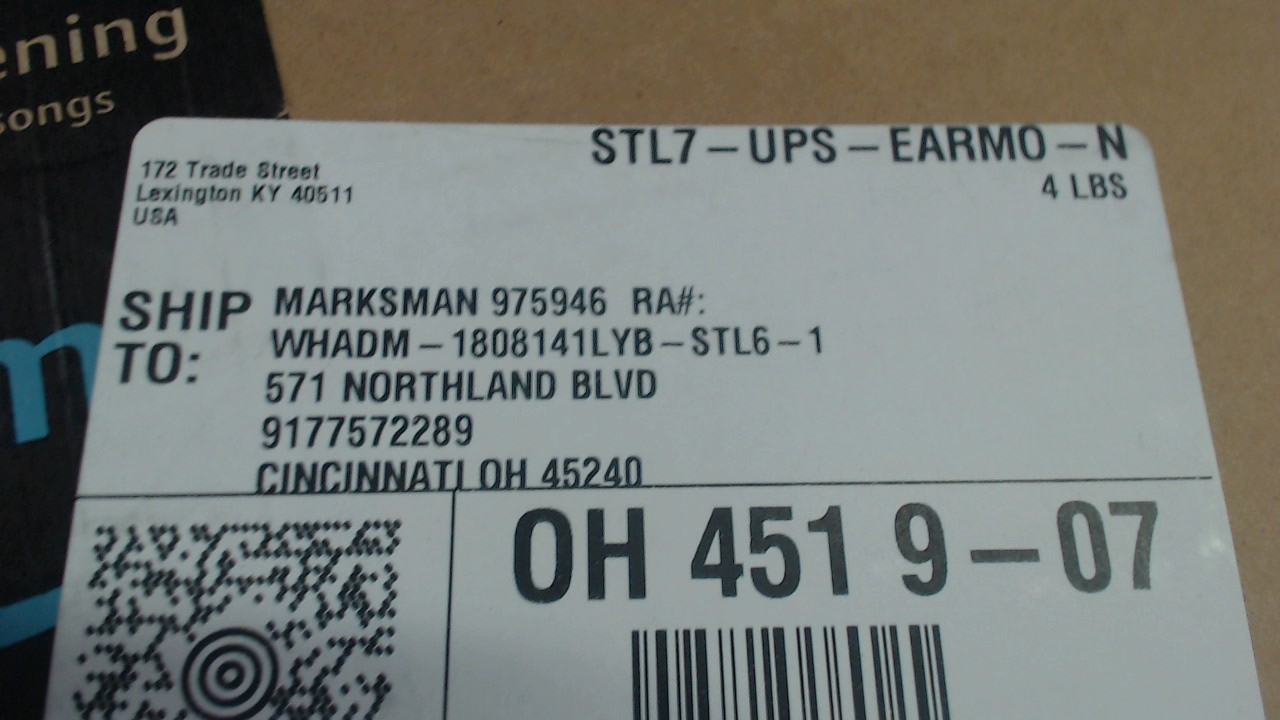 ening
songs
STL7-UPS-EARMO-N
4 LBS
172 Trade Street
Lexington KY 40511
USA
SHIP TO:
MARKSMAN 975946 RA#:
WHADM-1808141LYB-STL6-1
571 NORTHLAND BLVD
9177572289
CINCINNATI OH 45240
OH 451 9-07
m